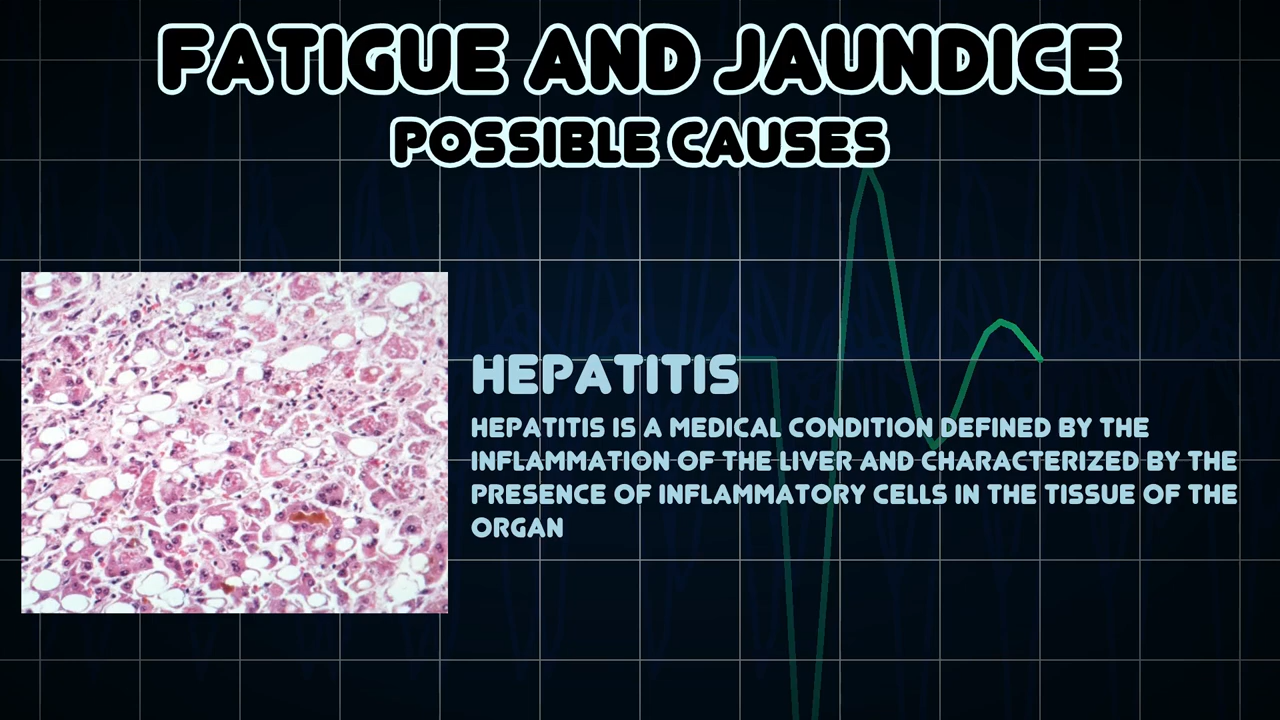 FATIGUE AND JAUNDICE
POSSIBLE CAUSES
HEPATITIS
HEPATITIS IS A MEDICAL CONDITION DEFINED BY THE
INFLAMMATION OF THE LIVER AND CHARACTERIZED BY THE
PRESENCE OF INFLAMMATORY CELLS IN THE TISSUE OF THE
ORGAN